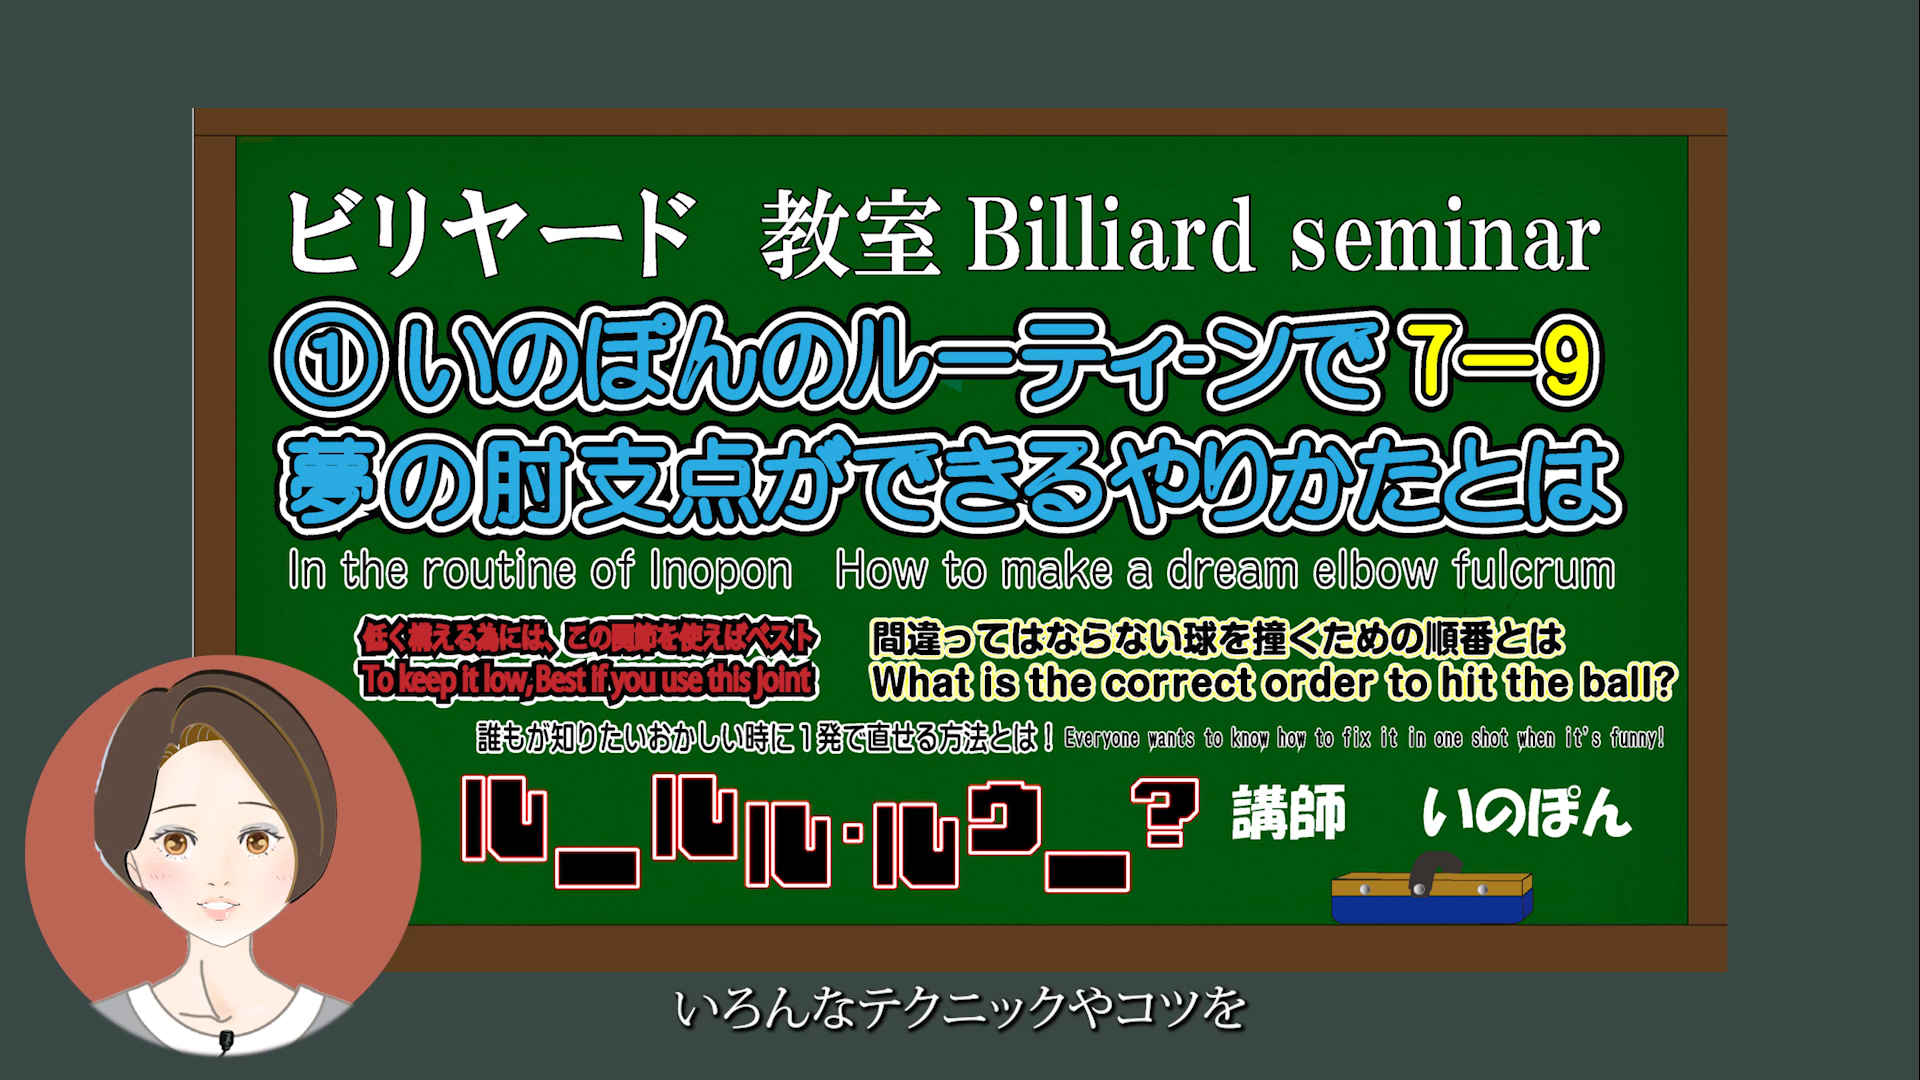 ビリヤード 教室 Billiard seminar
①いのぽんのルーティーンで 7ー9
夢の肘支点ができるやりかたとは
In the routine of Inopon How to make a dream elbow fulcrum
低く構える為には、この関節を使えばベスト
To keep it low, Best if you use this joint
間違ってはならない球を撞くための順番とは
What is the correct order to hit the ball?
誰もが知りたいおかしい時に1発で直せる方法とは! Everyone wants to know how to fix it in one shot when it's funny!
ル_ルル・ルウ_?
講師 いのぽん
いろんなテクニックやコツを